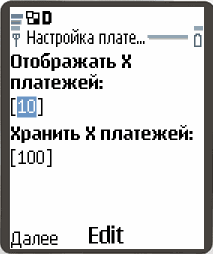 D
Настройка плате...
Отображать X
платежей:
[10]
Хранить X платежей:
[100]
Далее Edit